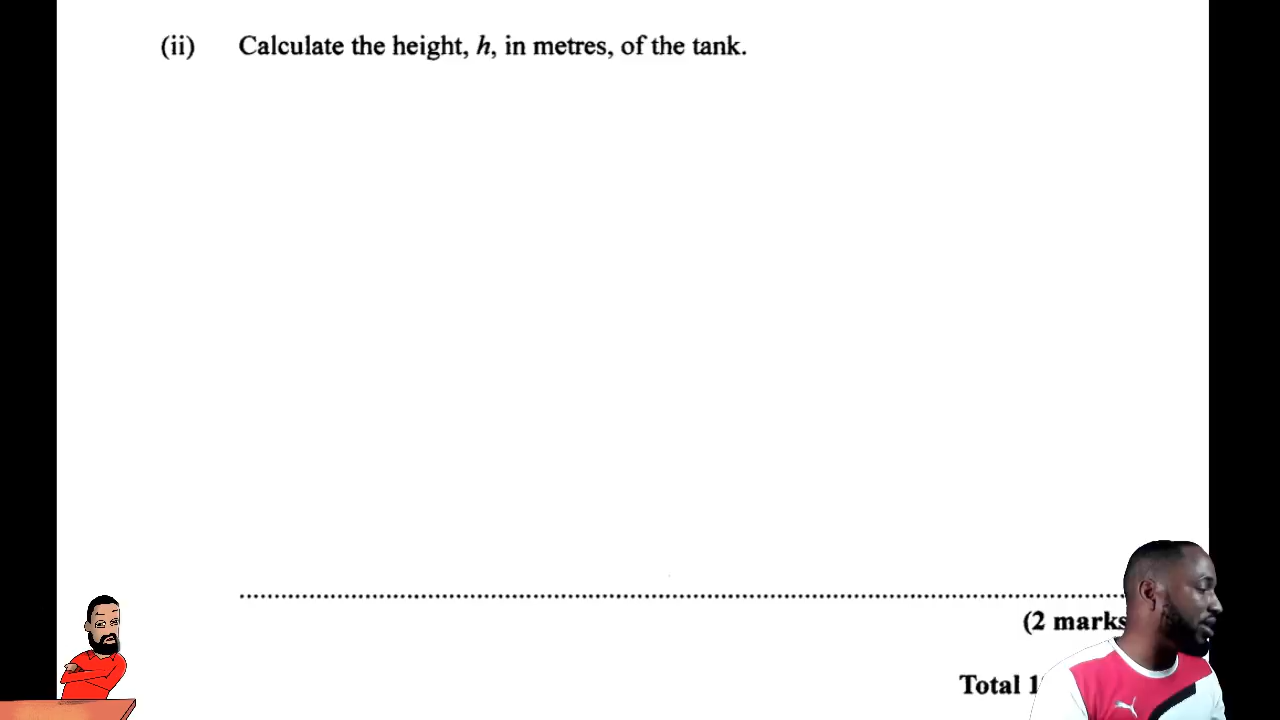 (ii) Calculate the height, h, in metres, of the tank.
(2 marks
Total 1